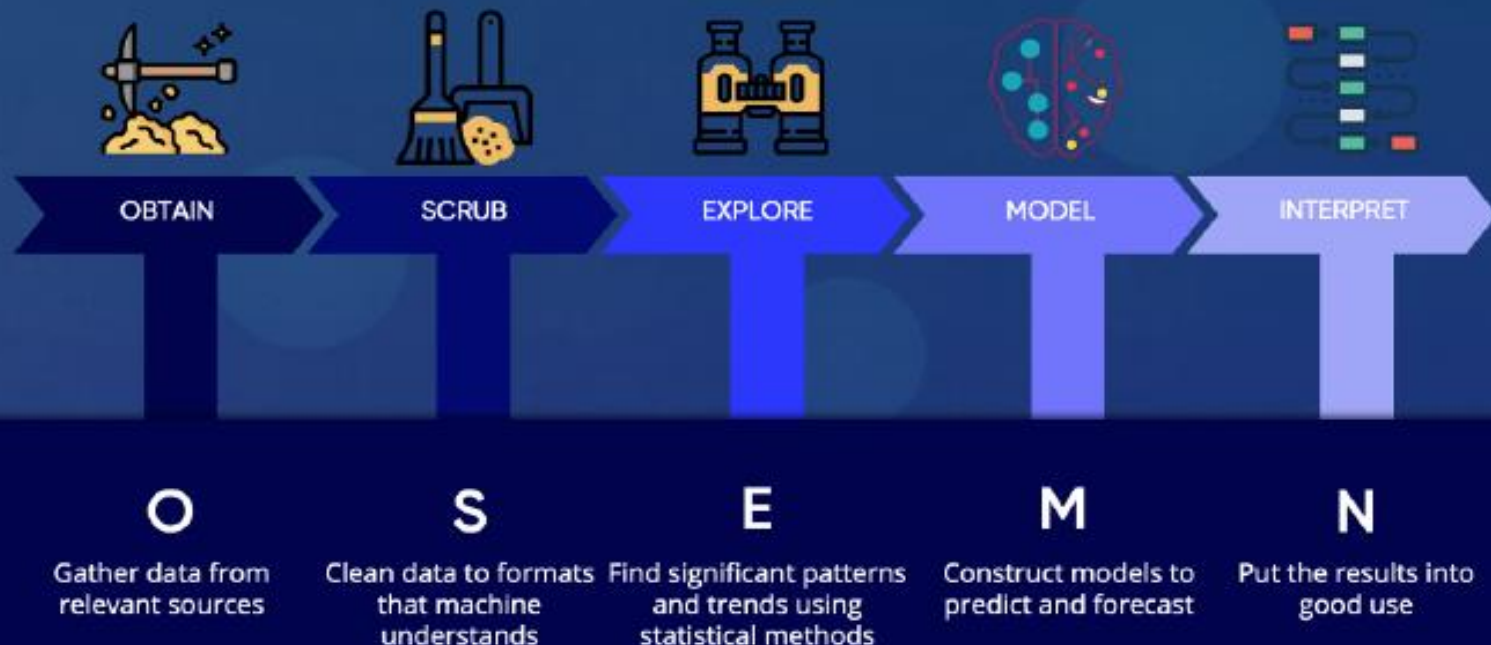 OBTAIN
SCRUB
EXPLORE
MODEL
INTERPRET
O
Gather data from
relevant sources
S
Clean data to formats
that machine
understands
E
Find significant patterns
and trends using
statistical methods
M
Construct models to
predict and forecast
N
Put the results into
good use